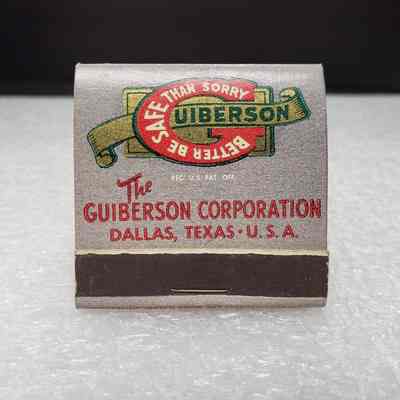 BETTER BE SAFE THAN SORRY
GUIBERSON
REG. U.S. PAT. OFF.
The
GUIBERSON CORPORATION
DALLAS, TEXAS · U. S. A.